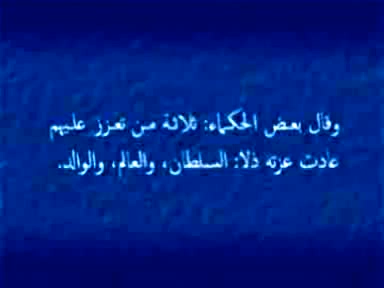 وقال بعض الحكماء: ثلاثة من تعزز عليهم
عادت عزته ذلا: السلطان، والعالم، والوالد.